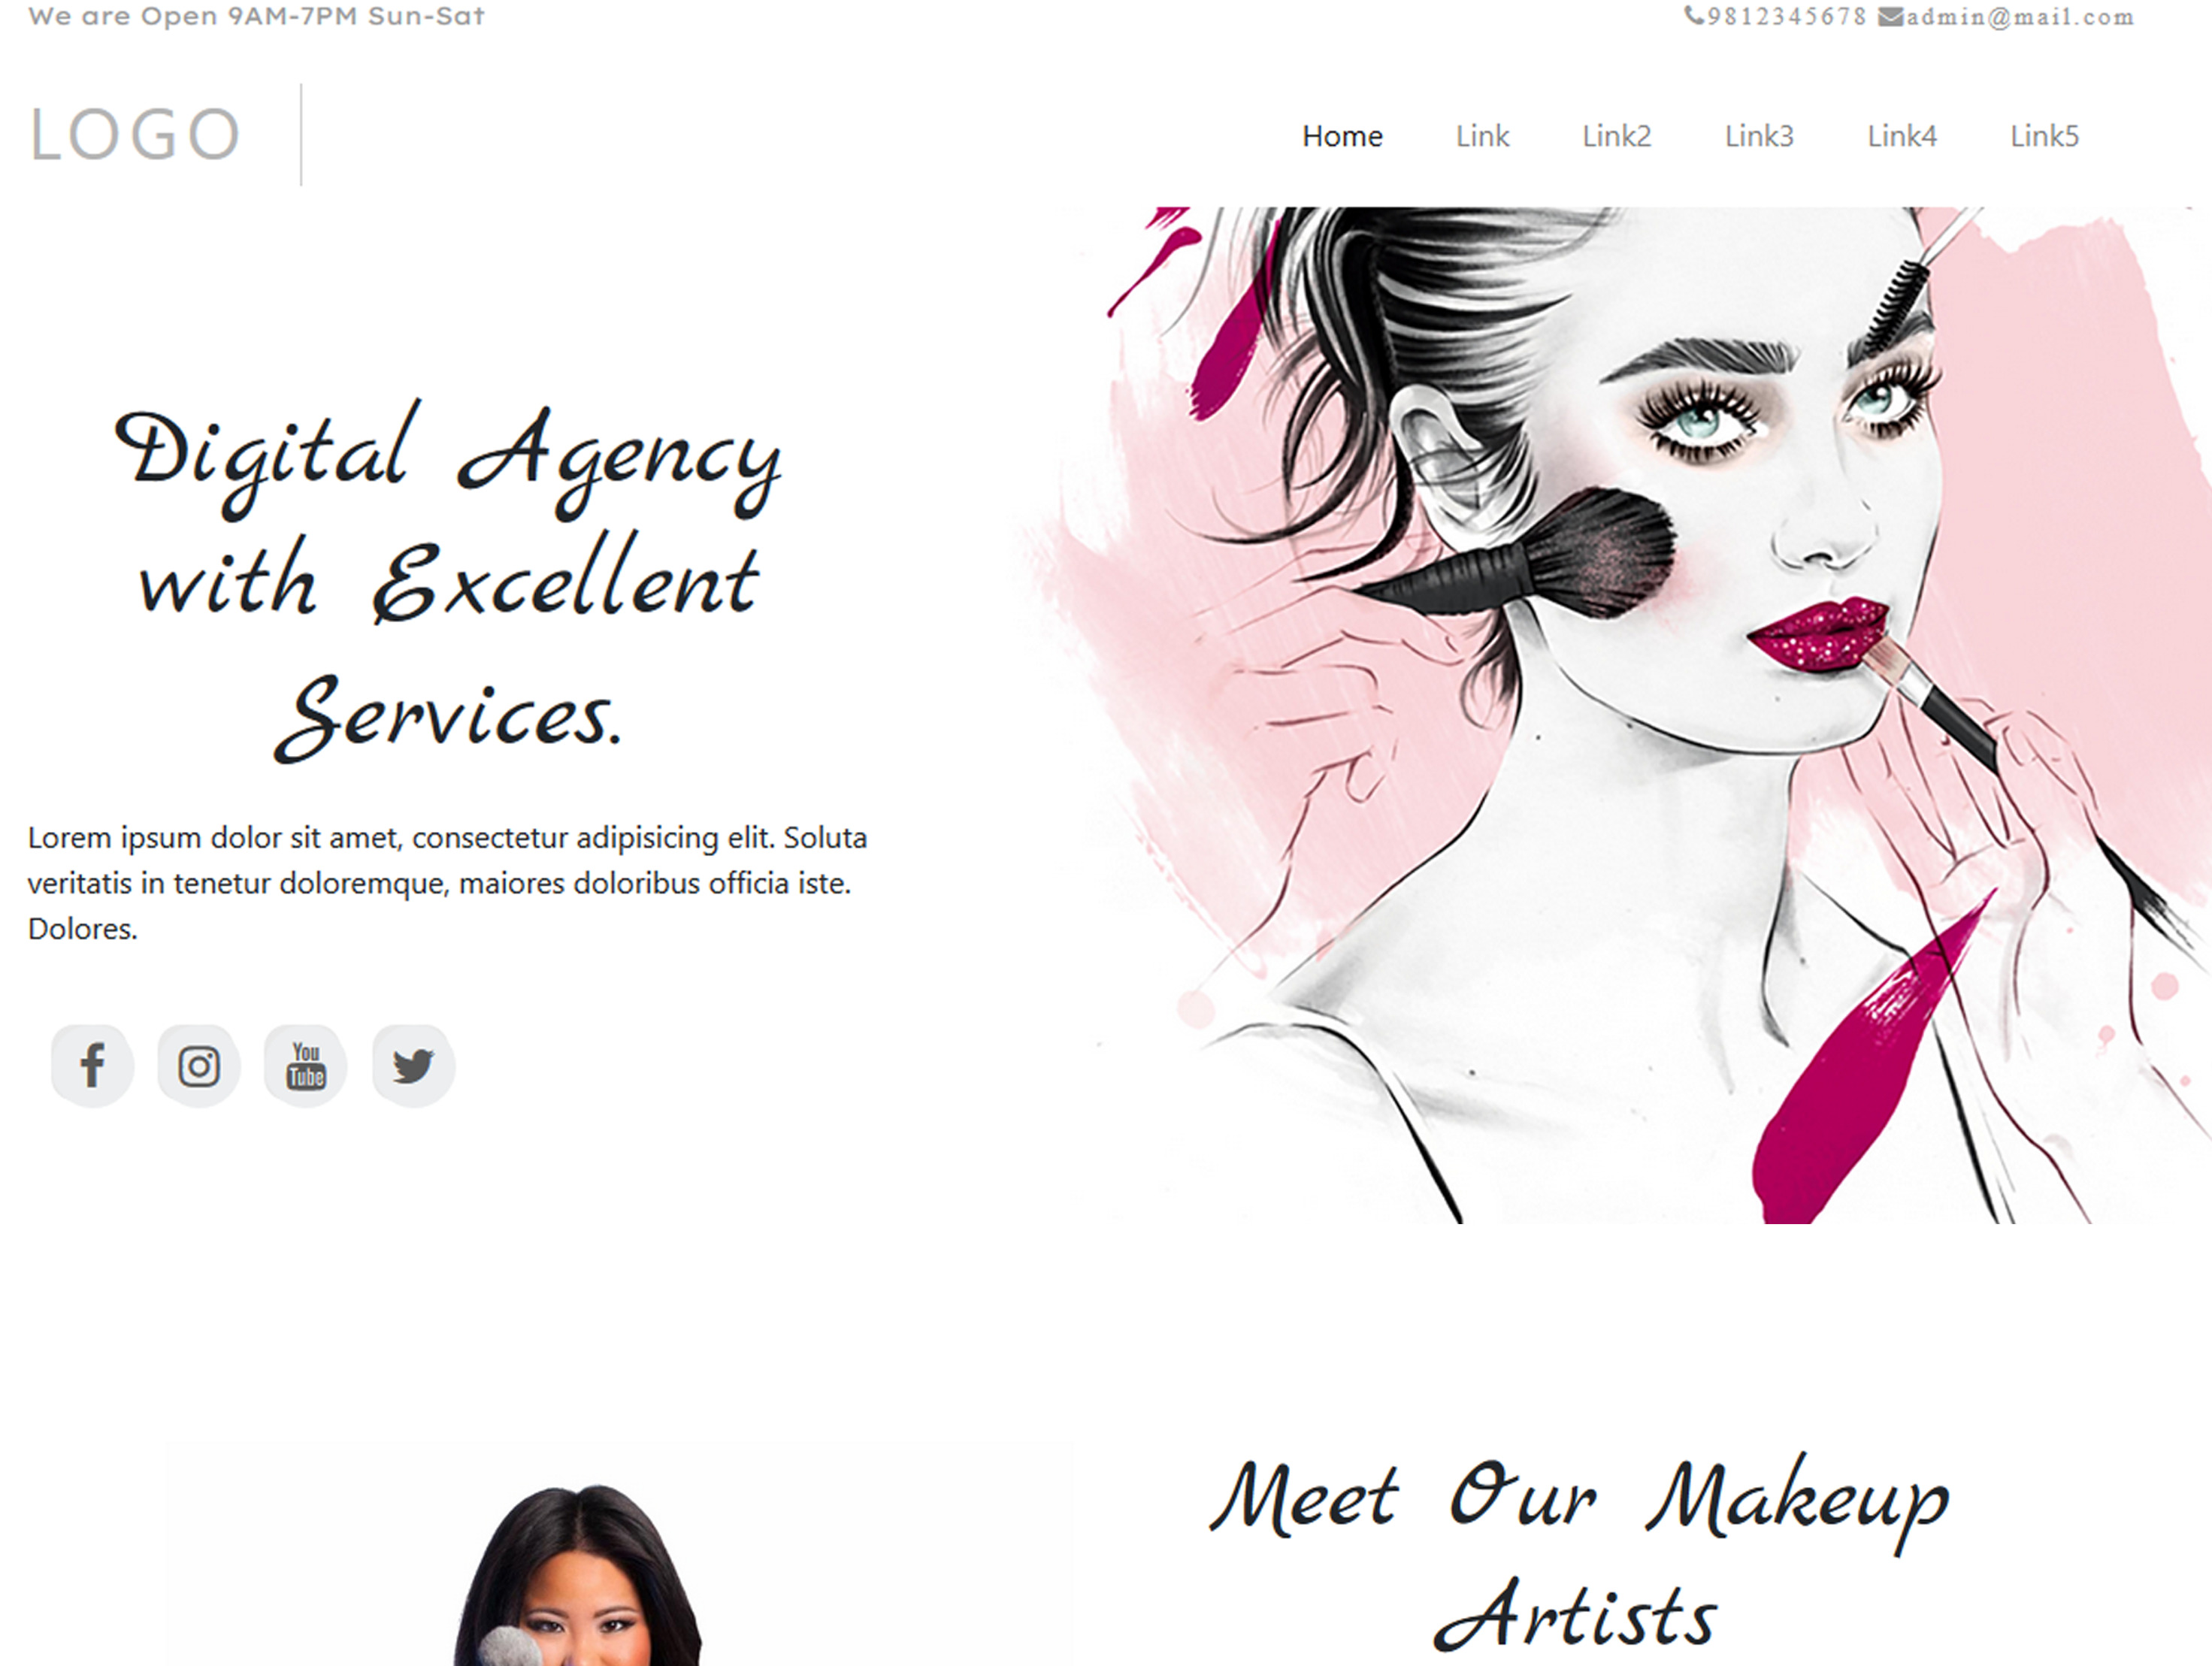 We are Open 9AM-7PM Sun-Sat
9812345678 admin@mail.com
LOGO
Home Link Link2 Link3 Link4 Link5
Digital Agency
with Excellent
Services.
Lorem ipsum dolor sit amet, consectetur adipisicing elit. Soluta
veritatis in tenetur doloremque, maiores doloribus officia iste.
Dolores.
You
Tube
Meet Our Makeup
Artists